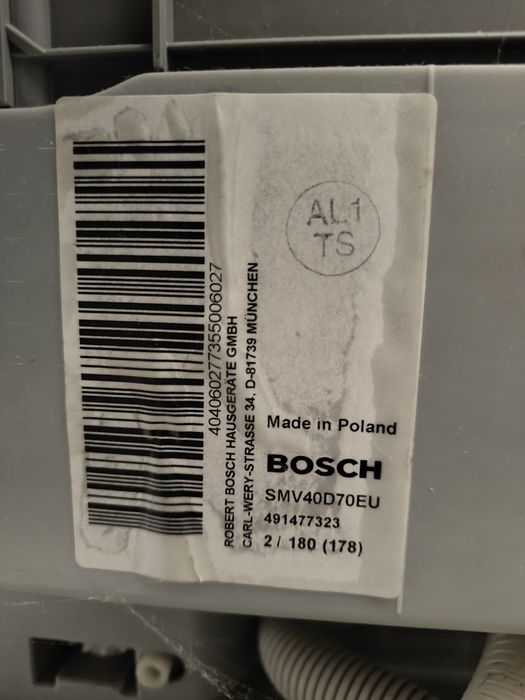 AL1
TS
404060277355006027
ROBERT BOSCH HAUSGERÄTE GMBH
CARL-WERY-STRASSE 34, D-81739 MÜNCHEN
Made in Poland
BOSCH
SMV40D70EU
491477323
2 / 180 (178)